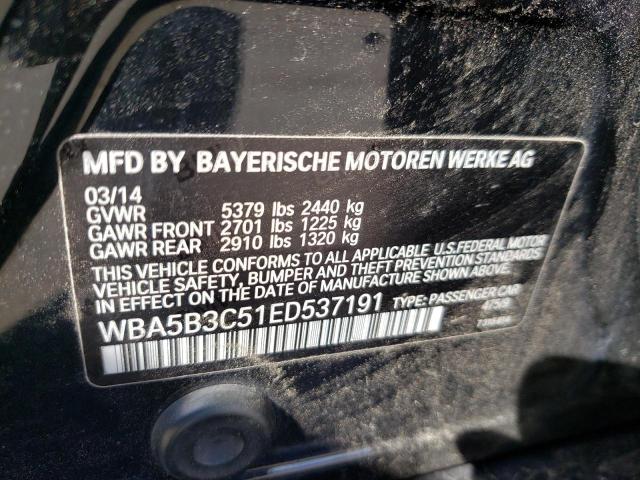 MFD BY BAYERISCHE MOTOREN WERKE AG
03/14
GVWR 5379 lbs 2440 kg
GAWR FRONT 2701 lbs 1225 kg
GAWR REAR 2910 lbs 1320 kg
THIS VEHICLE CONFORMS TO ALL APPLICABLE U.S. FEDERAL MOTOR
VEHICLE SAFETY, BUMPER AND THEFT PREVENTION STANDARDS
IN EFFECT ON THE DATE OF MANUFACTURE SHOWN ABOVE.
WBA5B3C51ED537191 TYPE: PASSENGER CAR